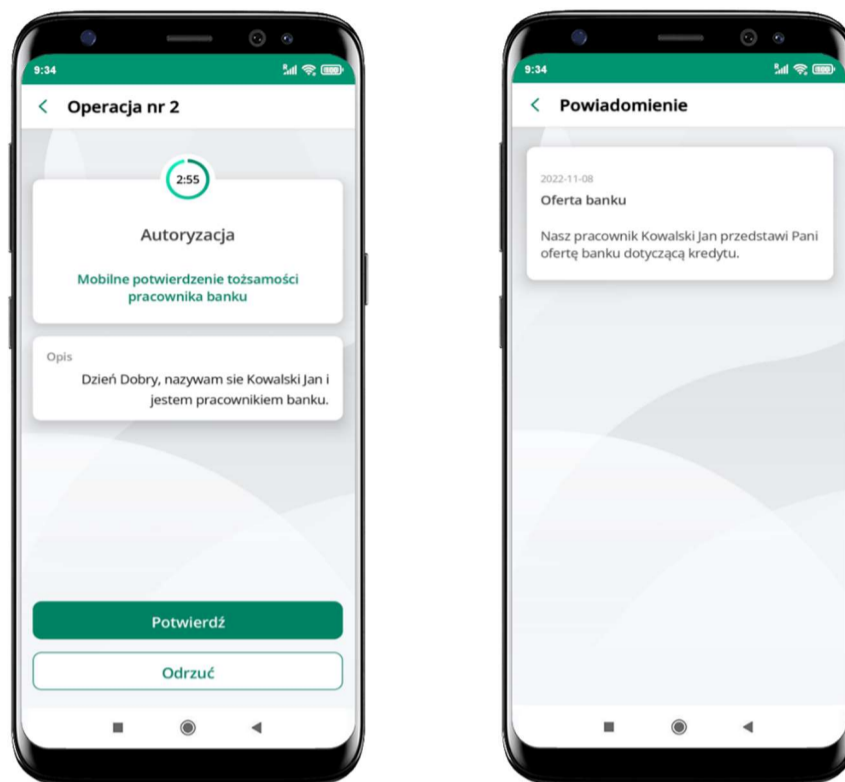 9:34
Operacja nr 2
2:55
Autoryzacja
Mobilne potwierdzenie tożsamości
pracownika banku
Opis
Dzień Dobry, nazywam sie Kowalski Jan i
jestem pracownikiem banku.
Potwierdź
Odrzuć
9:34
Powiadomienie
2022-11-08
Oferta banku
Nasz pracownik Kowalski Jan przedstawi Pani
ofertę banku dotyczącą kredytu.